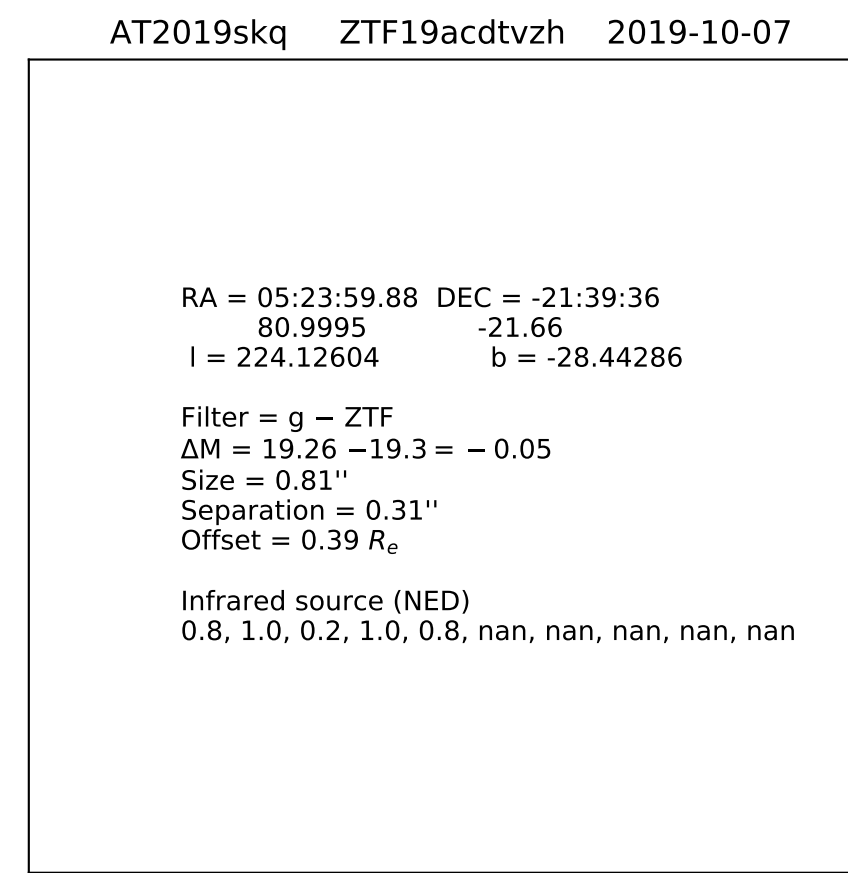 AT2019skq ZTF19acdtvzh 2019-10-07
RA = 05:23:59.88 DEC = -21:39:36
80.9995 -21.66
l = 224.12604 b = -28.44286
Filter = g − ZTF
ΔM = 19.26 −19.3 = − 0.05
Size = 0.81''
Separation = 0.31''
Offset = 0.39 Re
Infrared source (NED)
0.8, 1.0, 0.2, 1.0, 0.8, nan, nan, nan, nan, nan